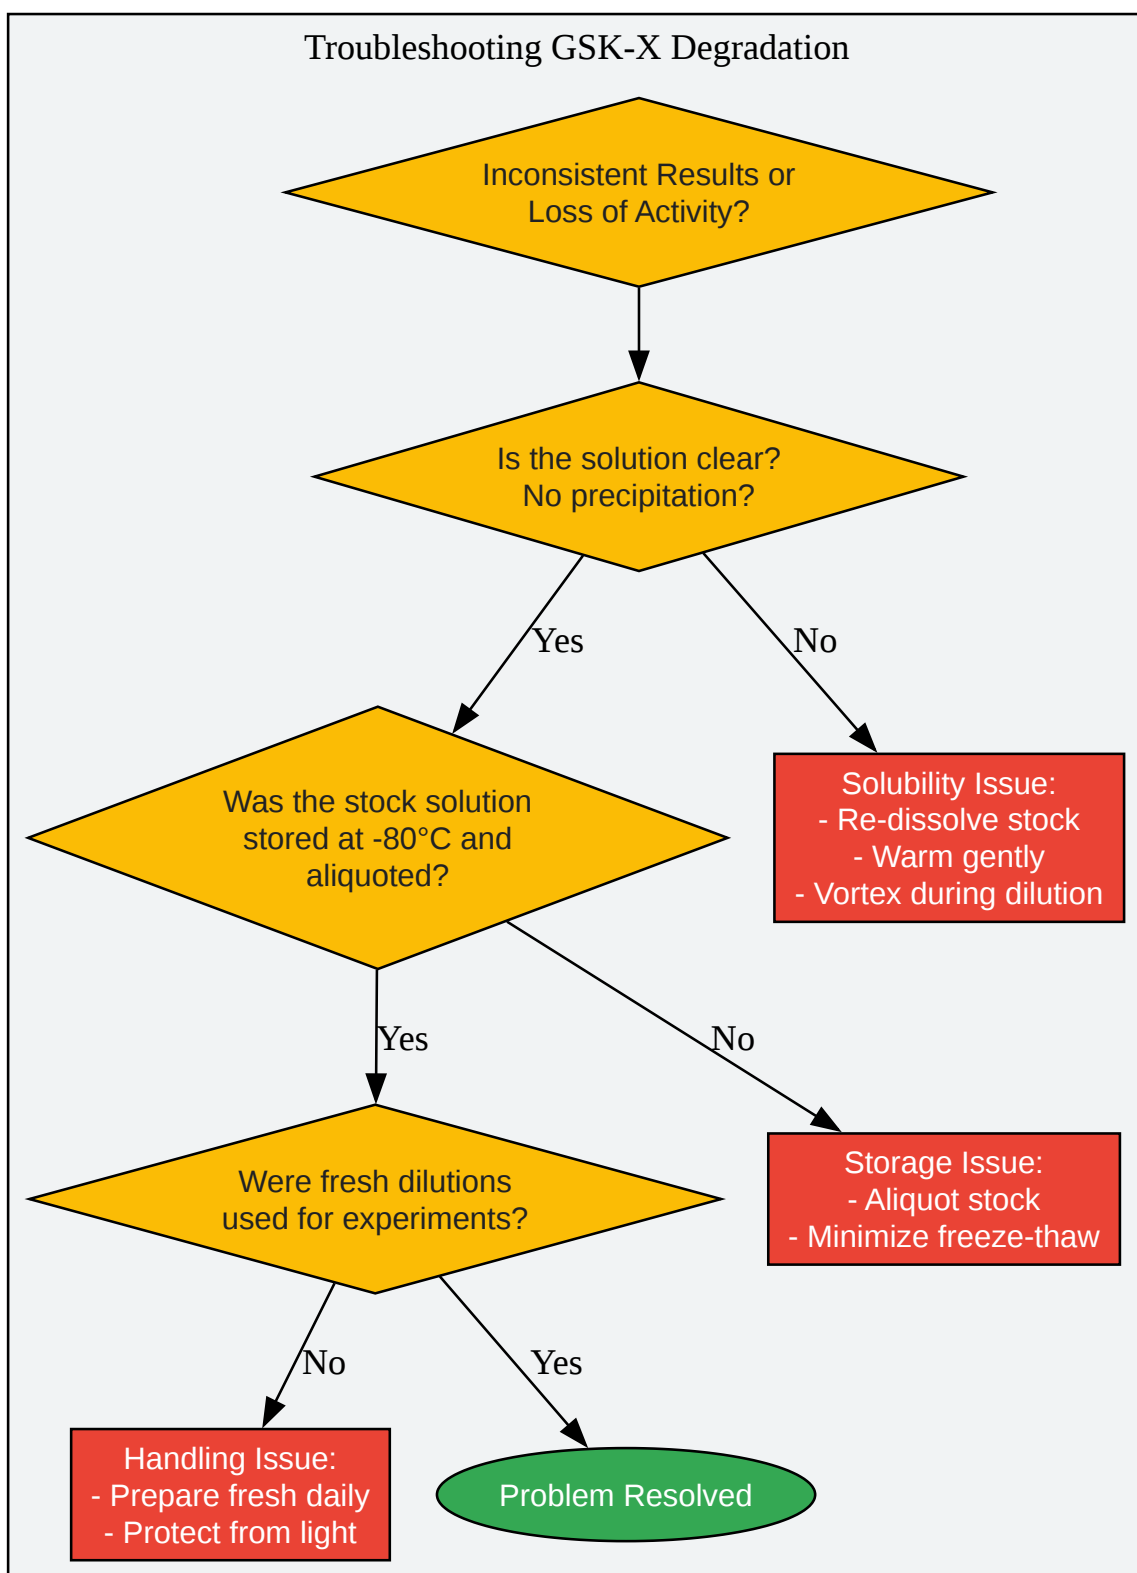 Troubleshooting GSK-X Degradation
Inconsistent Results or
Loss of Activity?
Is the solution clear?
No precipitation?
Yes
No
Was the stock solution
stored at -80°C and
aliquoted?
Solubility Issue:
- Re-dissolve stock
- Warm gently
- Vortex during dilution
Yes
No
Were fresh dilutions
used for experiments?
Storage Issue:
- Aliquot stock
- Minimize freeze-thaw
No
Yes
Handling Issue:
- Prepare fresh daily
- Protect from light
Problem Resolved